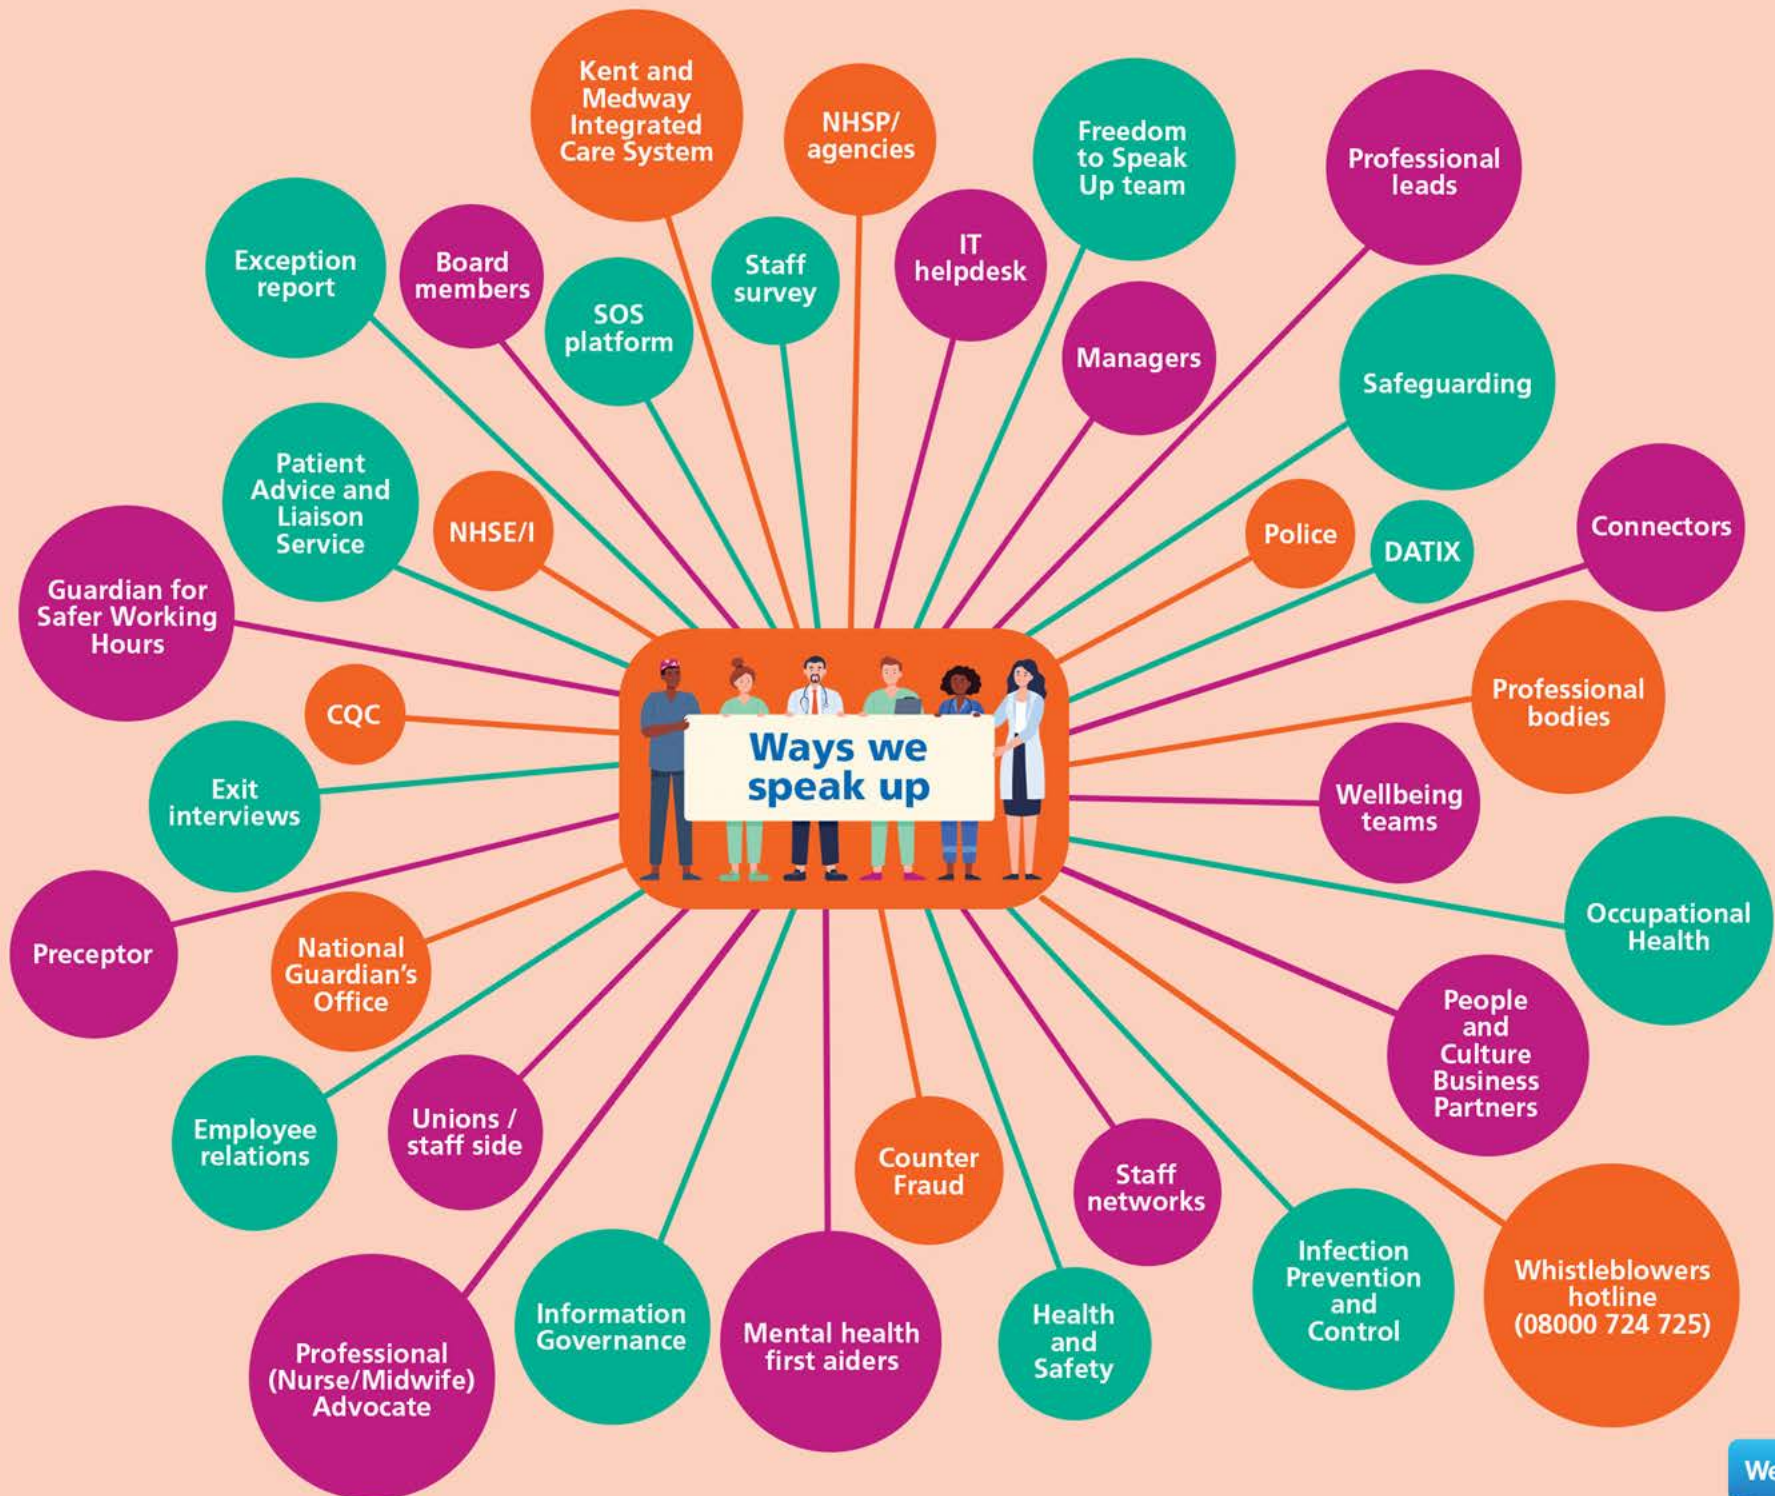 Kent and
Medway
Integrated
Care System
NHSP/
agencies
Freedom
to Speak
Up team
Professional
leads
Exception
report
Board
members
SOS
platform
Staff
survey
IT
helpdesk
Managers
Safeguarding
Patient
Advice and
Liaison
Service
NHSE/I
Police
DATIX
Connectors
Guardian for
Safer Working
Hours
CQC
Professional
bodies
Ways we
speak up
Exit
interviews
Wellbeing
teams
Preceptor
National
Guardian's
Office
Occupational
Health
People
and
Culture
Business
Partners
Employee
relations
Unions /
staff side
Counter
Fraud
Staff
networks
Professional
(Nurse/Midwife)
Advocate
Information
Governance
Mental health
first aiders
Health
and
Safety
Infection
Prevention
and
Control
Whistleblowers
hotline
(08000 724 725)
We